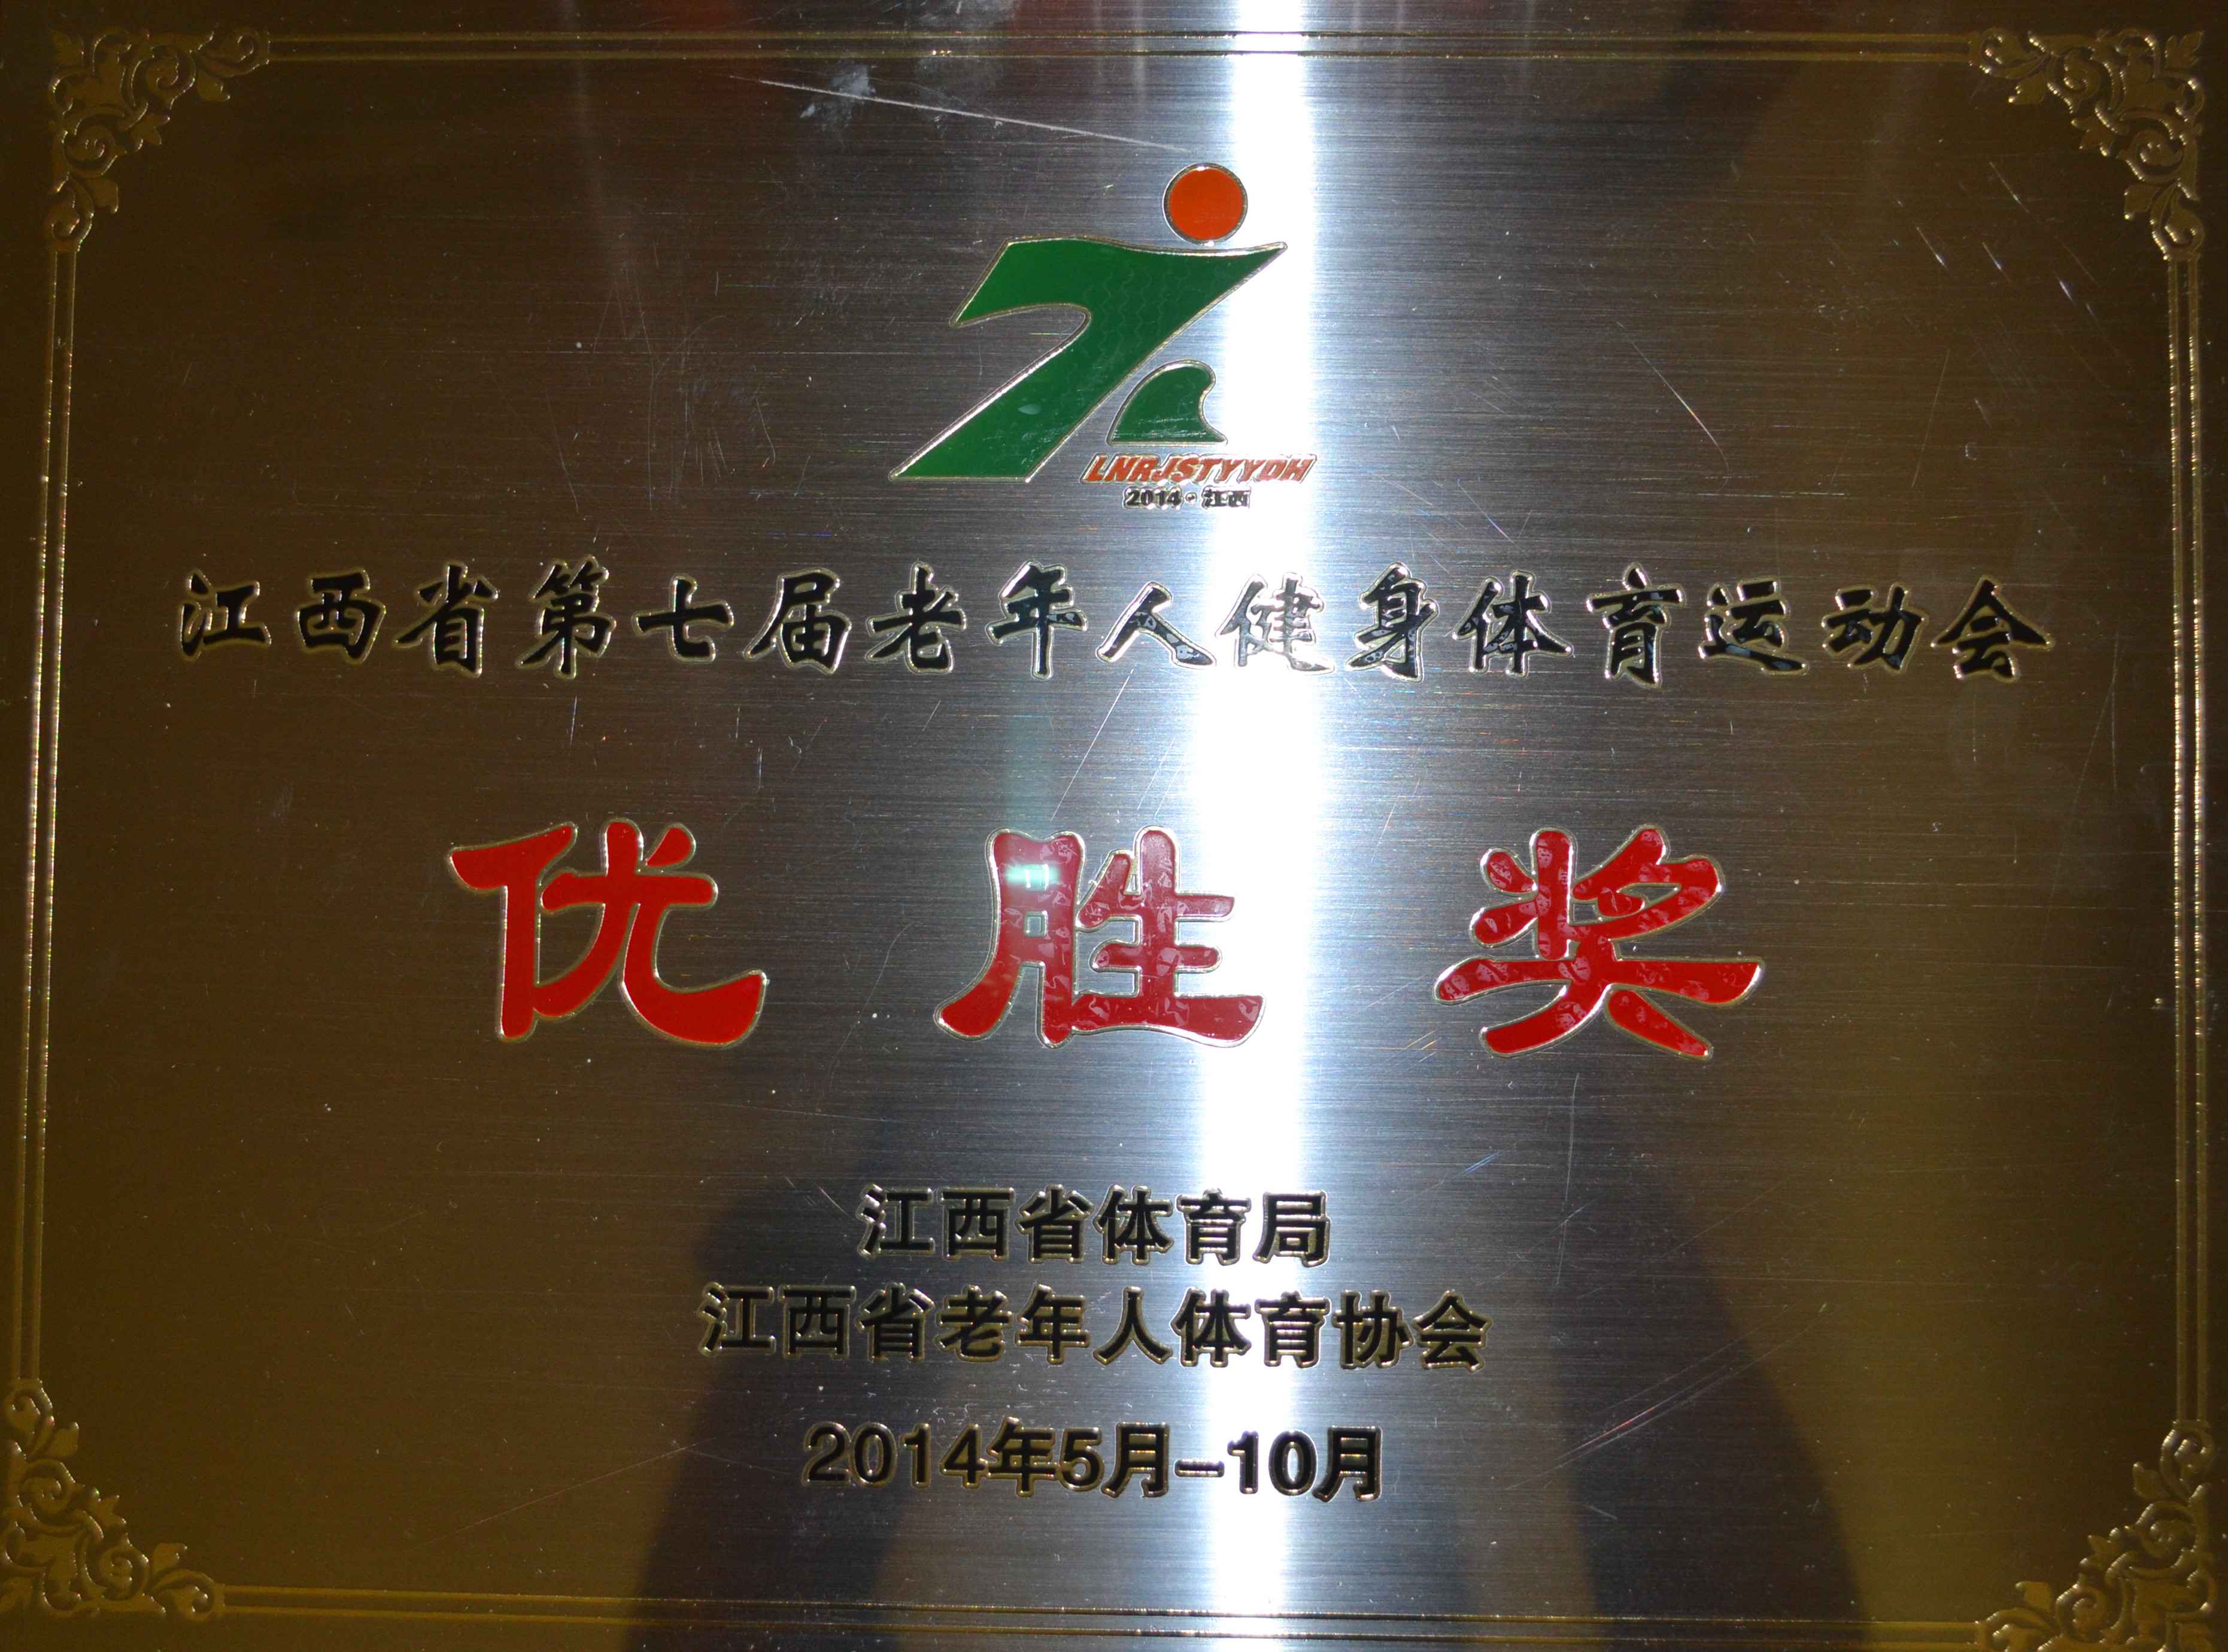 LNRJSTYYDH
2014·江西
江西省第七届老年人健身体育运动会
优胜奖
江西省体育局
江西省老年人体育协会
2014年5月-10月